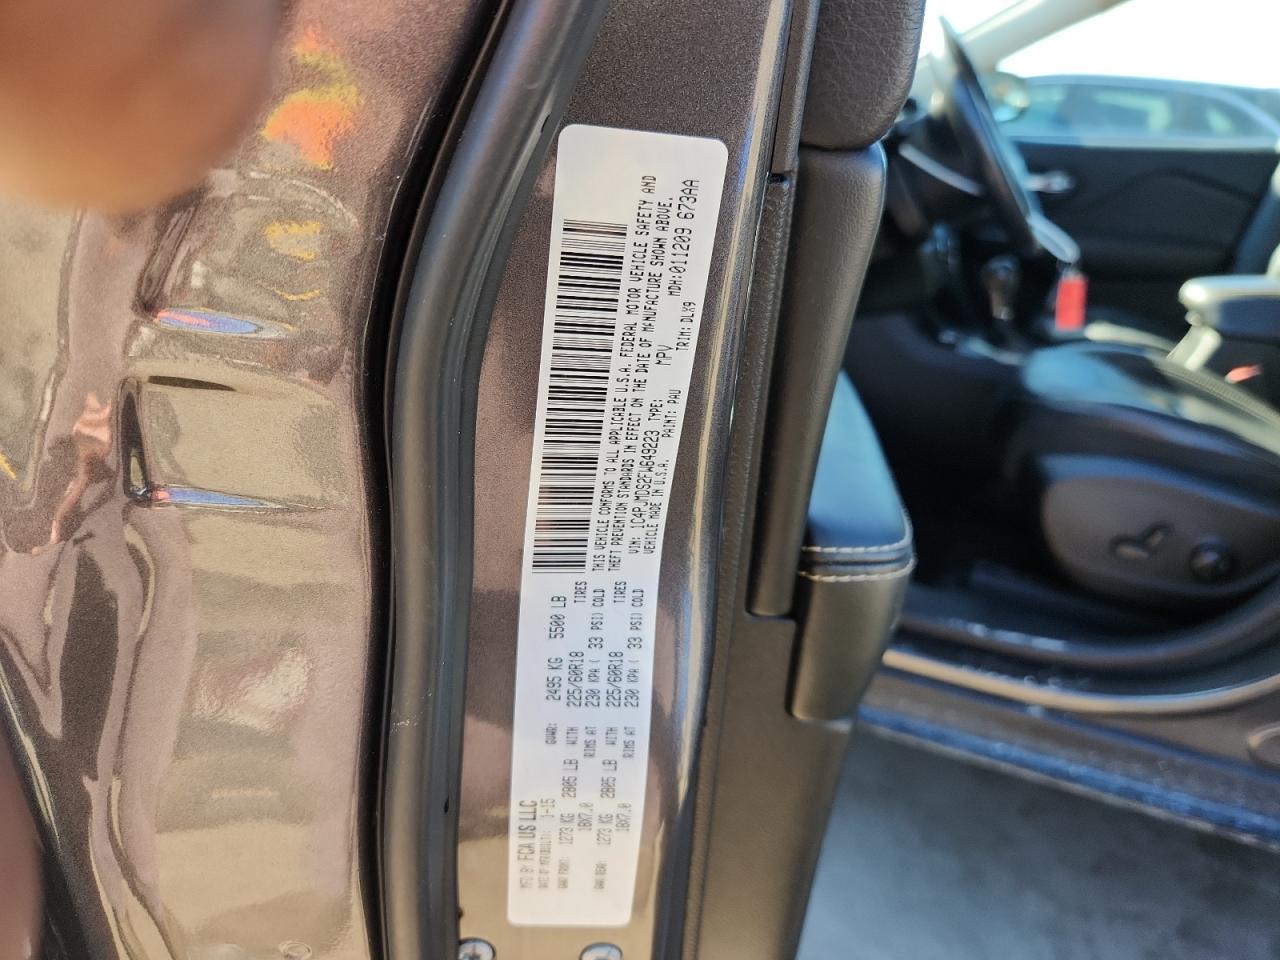 MFD BY FCA US LLC
DATE OF MFR(BUILT): 1-15 GVWR: 2495 KG 5500 LB
GAWR FRONT: 1273 KG 2805 LB WITH 225/60R18 TIRES
18X7.0 RIMS AT 230 KPA ( 33 PSI) COLD
GAWR REAR: 1273 KG 2805 LB WITH 225/60R18 TIRES
18X7.0 RIMS AT 230 KPA ( 33 PSI) COLD
THIS VEHICLE CONFORMS TO ALL APPLICABLE U.S.A. FEDERAL MOTOR VEHICLE SAFETY AND
THEFT PREVENTION STANDARDS IN EFFECT ON THE DATE OF MANUFACTURE SHOWN ABOVE.
VIN: 1C4PJMDS2FW649223 TYPE: MPV MDH:011209 673AA
VEHICLE MADE IN U.S.A. PAINT: PAU TRIM: DLX9